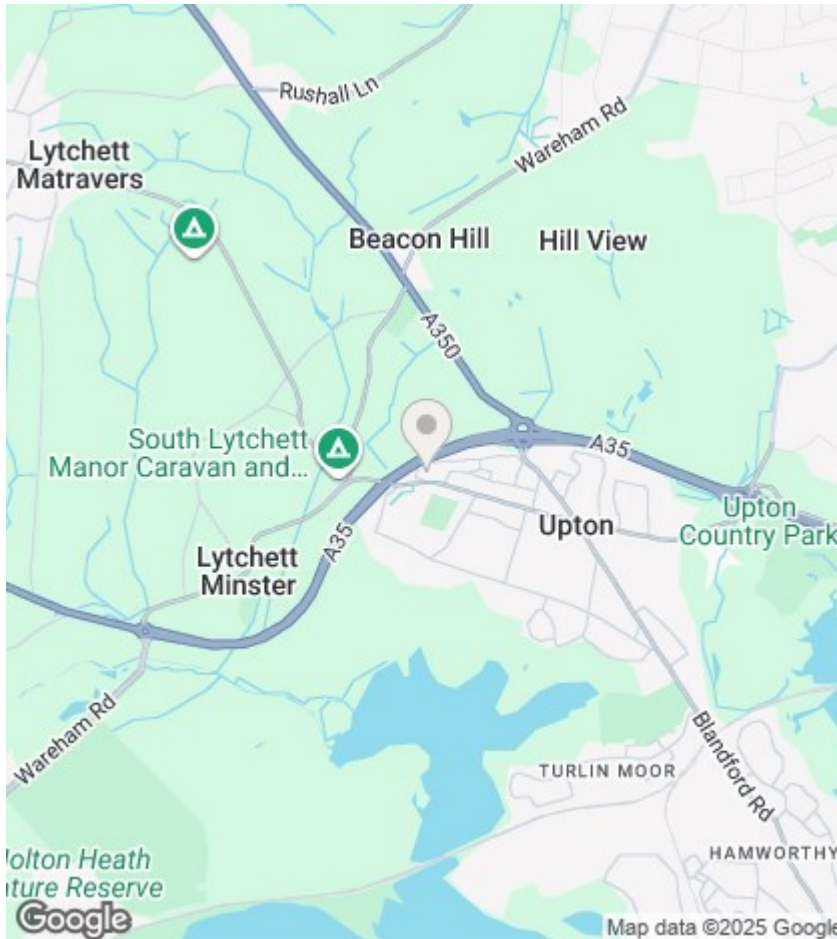 Rushall Ln
Wareham Rd
Lytchett
Matravers
Beacon Hill
Hill View
A350
South Lytchett
Manor Caravan and...
A35
Upton
Upton
Country Park
A35
Lytchett
Minster
Wareham Rd
Blandford Rd
TURLIN MOOR
HAMWORTHY
Holton Heath
ature Reserve
Google
Map data ©2025 Google